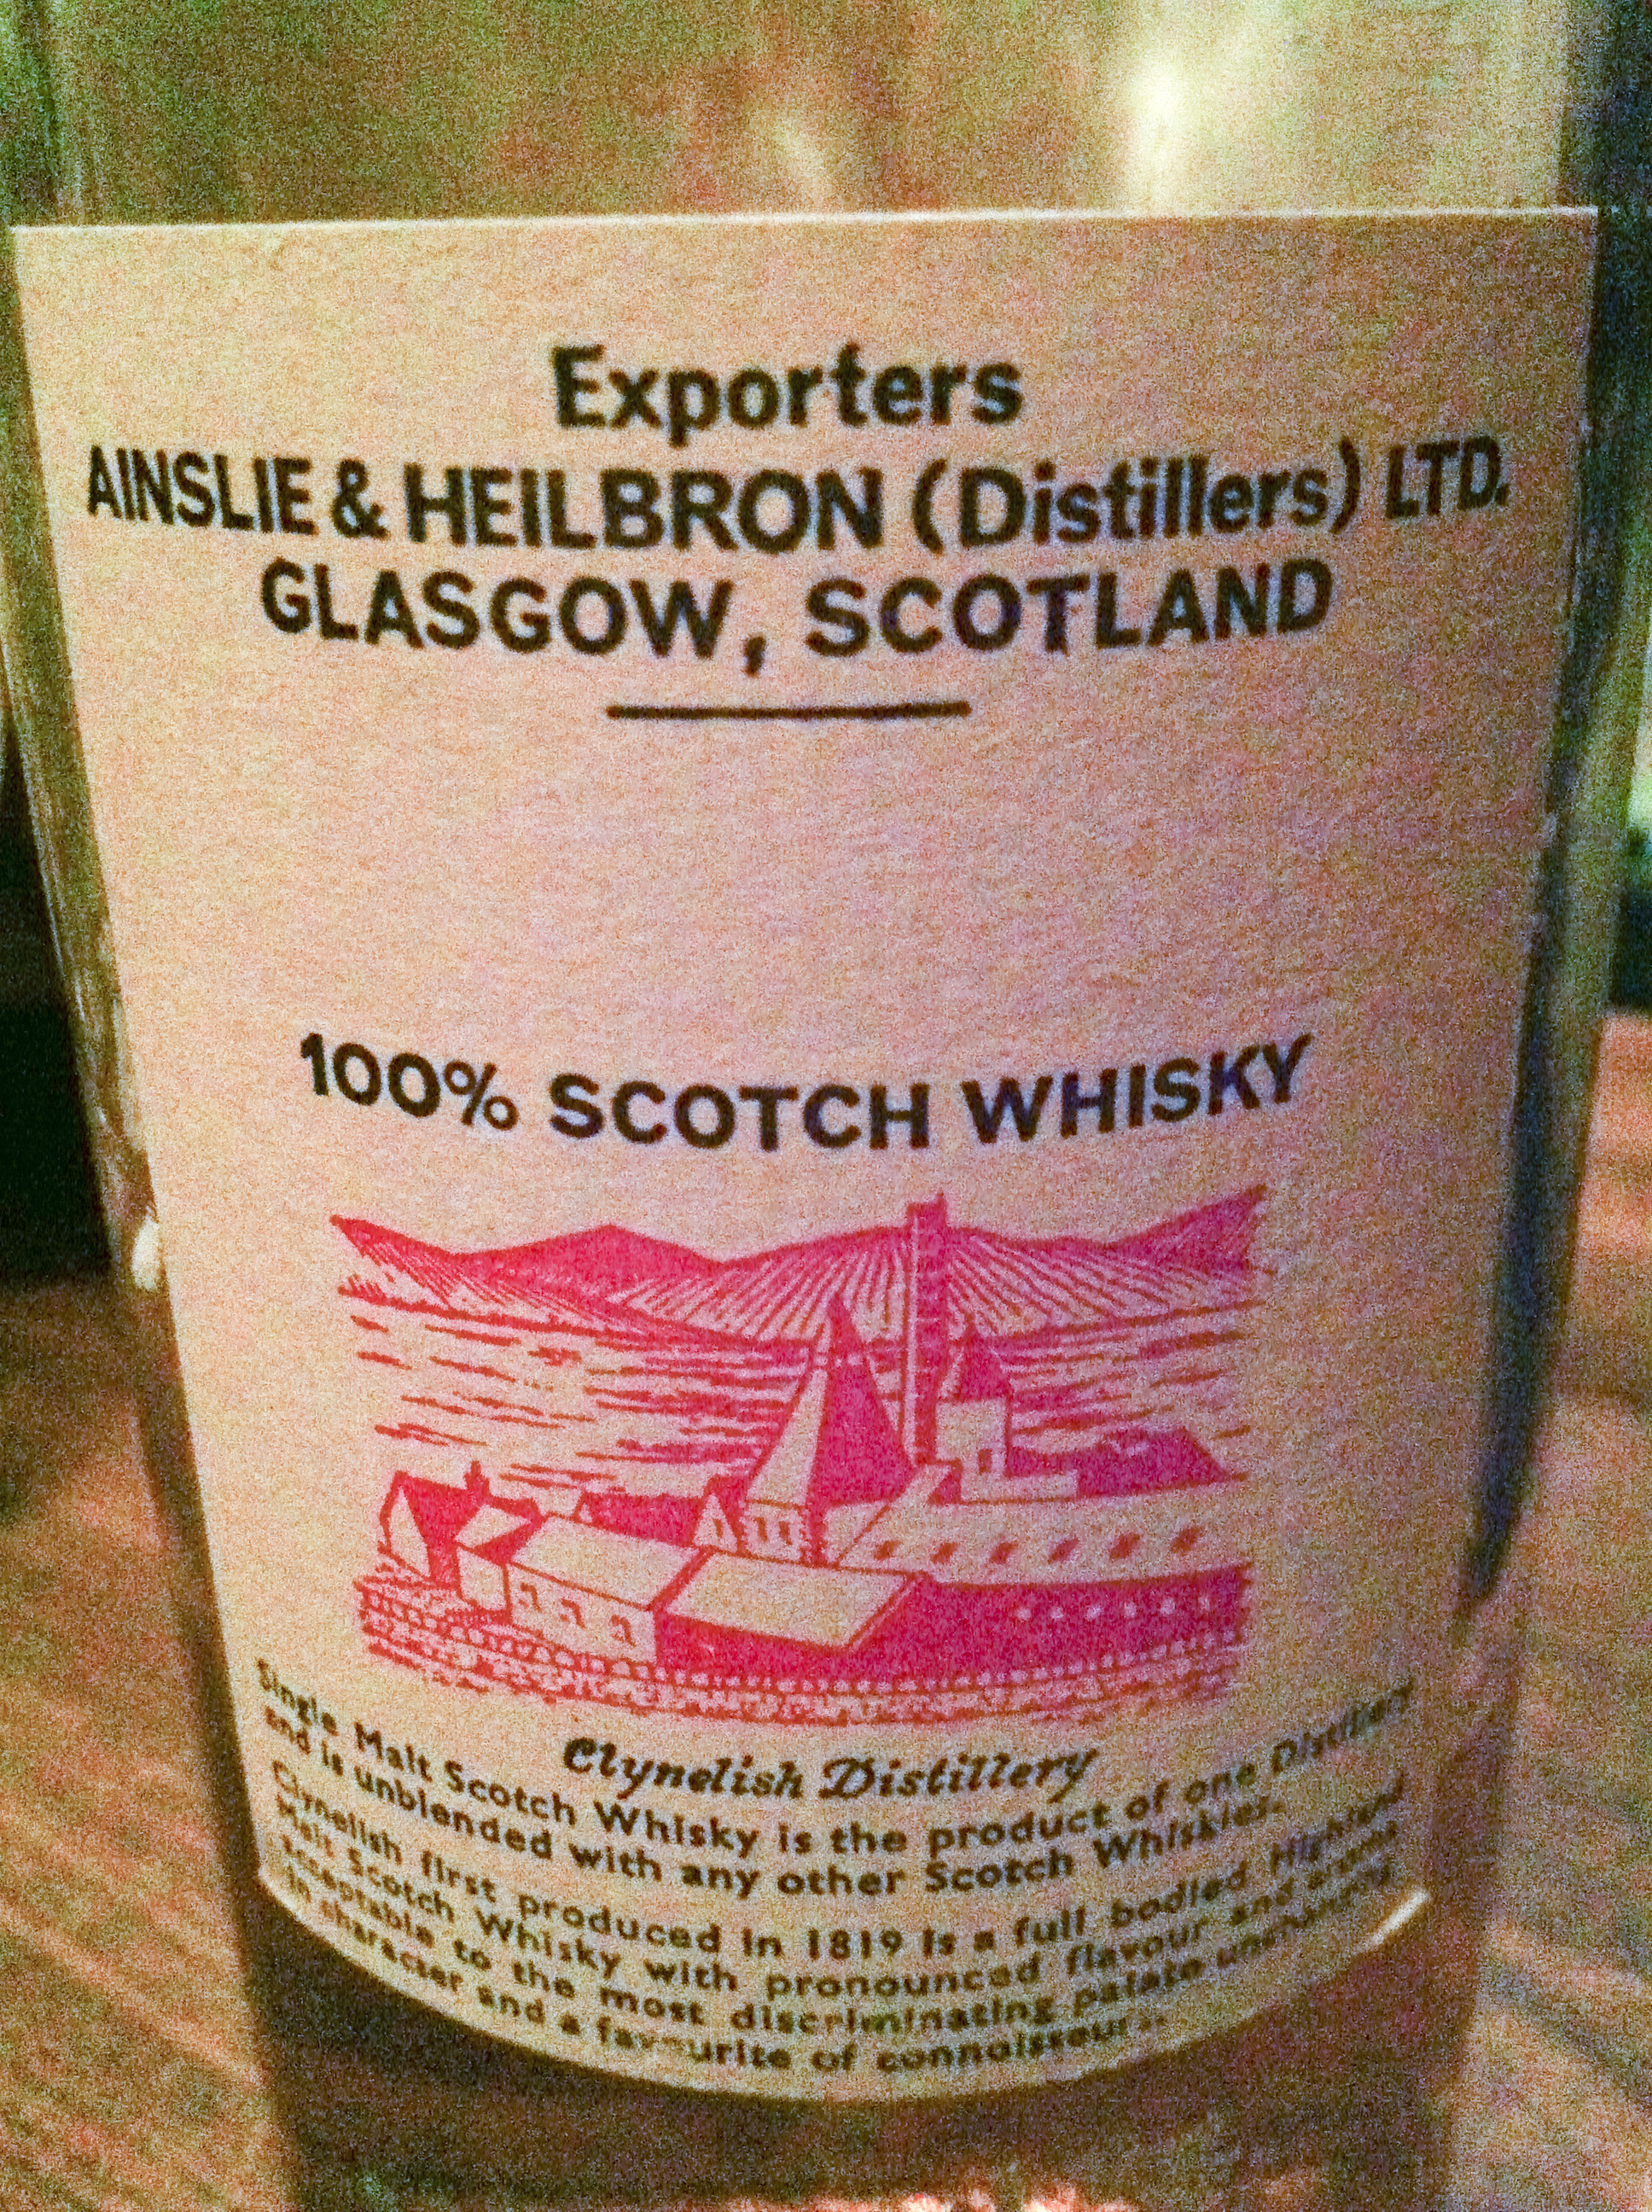 Exporters
AINSLIE & HEILBRON (Distillers) LTD.
GLASGOW, SCOTLAND
100% SCOTCH WHISKY
Clynelish Distillery
Single Malt Scotch Whisky is the product of one Distillery
and is unblended with any other Scotch Whiskies.
Clynelish first produced in 1819 is a full bodied Highland
Malt Scotch Whisky with pronounced flavour and aroma
acceptable to the most discriminating palate unchanging
in character and a favourite of connoisseurs.